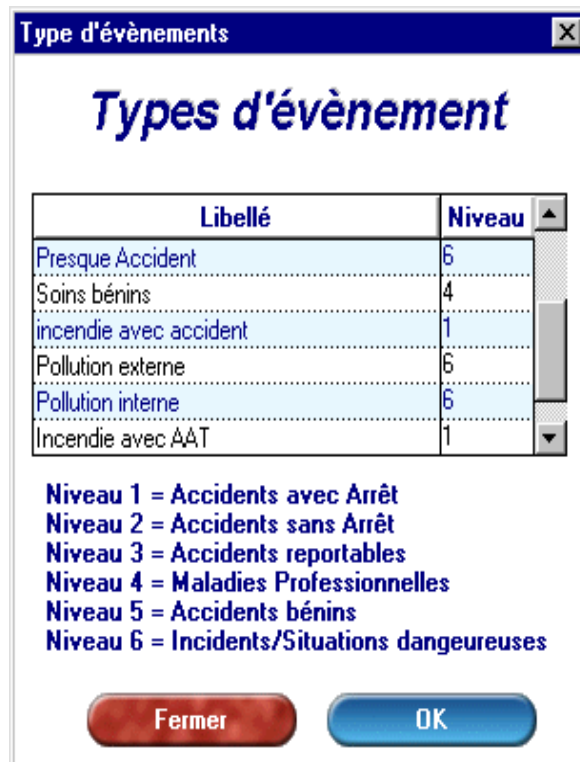 Type d'évènements
Types d'évènement
Libellé Niveau
Presque Accident 6
Soins bénins 4
incendie avec accident 1
Pollution externe 6
Pollution interne 6
Incendie avec AAT 1
Niveau 1 = Accidents avec Arrêt
Niveau 2 = Accidents sans Arrêt
Niveau 3 = Accidents reportables
Niveau 4 = Maladies Professionnelles
Niveau 5 = Accidents bénins
Niveau 6 = Incidents/Situations dangeureuses
Fermer OK